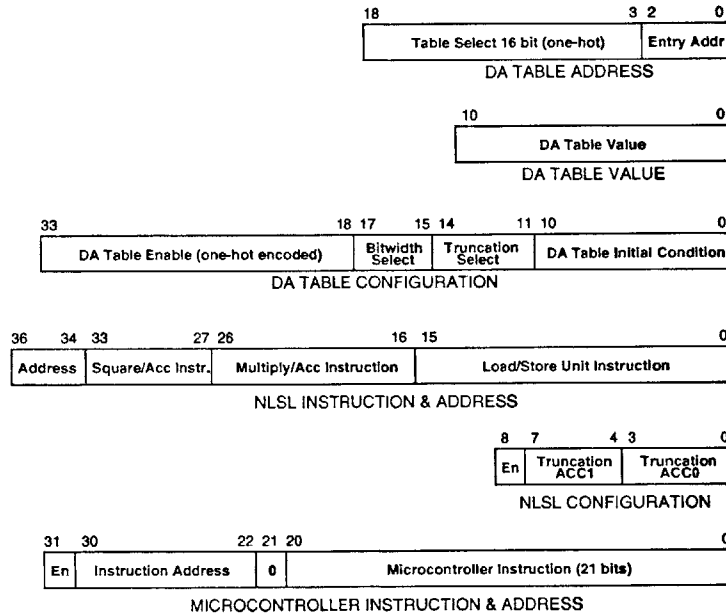 18 3 2 0
Table Select 16 bit (one-hot) Entry Addr
DA TABLE ADDRESS
10 0
DA Table Value
DA TABLE VALUE
33 18 17 15 14 11 10 0
DA Table Enable (one-hot encoded) Bitwidth Select Truncation Select DA Table Initial Condition
DA TABLE CONFIGURATION
36 34 33 27 26 16 15 0
Address Square/Acc Instr. Multiply/Acc Instruction Load/Store Unit Instruction
NLSL INSTRUCTION & ADDRESS
8 7 4 3 0
En Truncation ACC1 Truncation ACC0
NLSL CONFIGURATION
31 30 22 21 20 0
En Instruction Address 0 Microcontroller Instruction (21 bits)
MICROCONTROLLER INSTRUCTION & ADDRESS